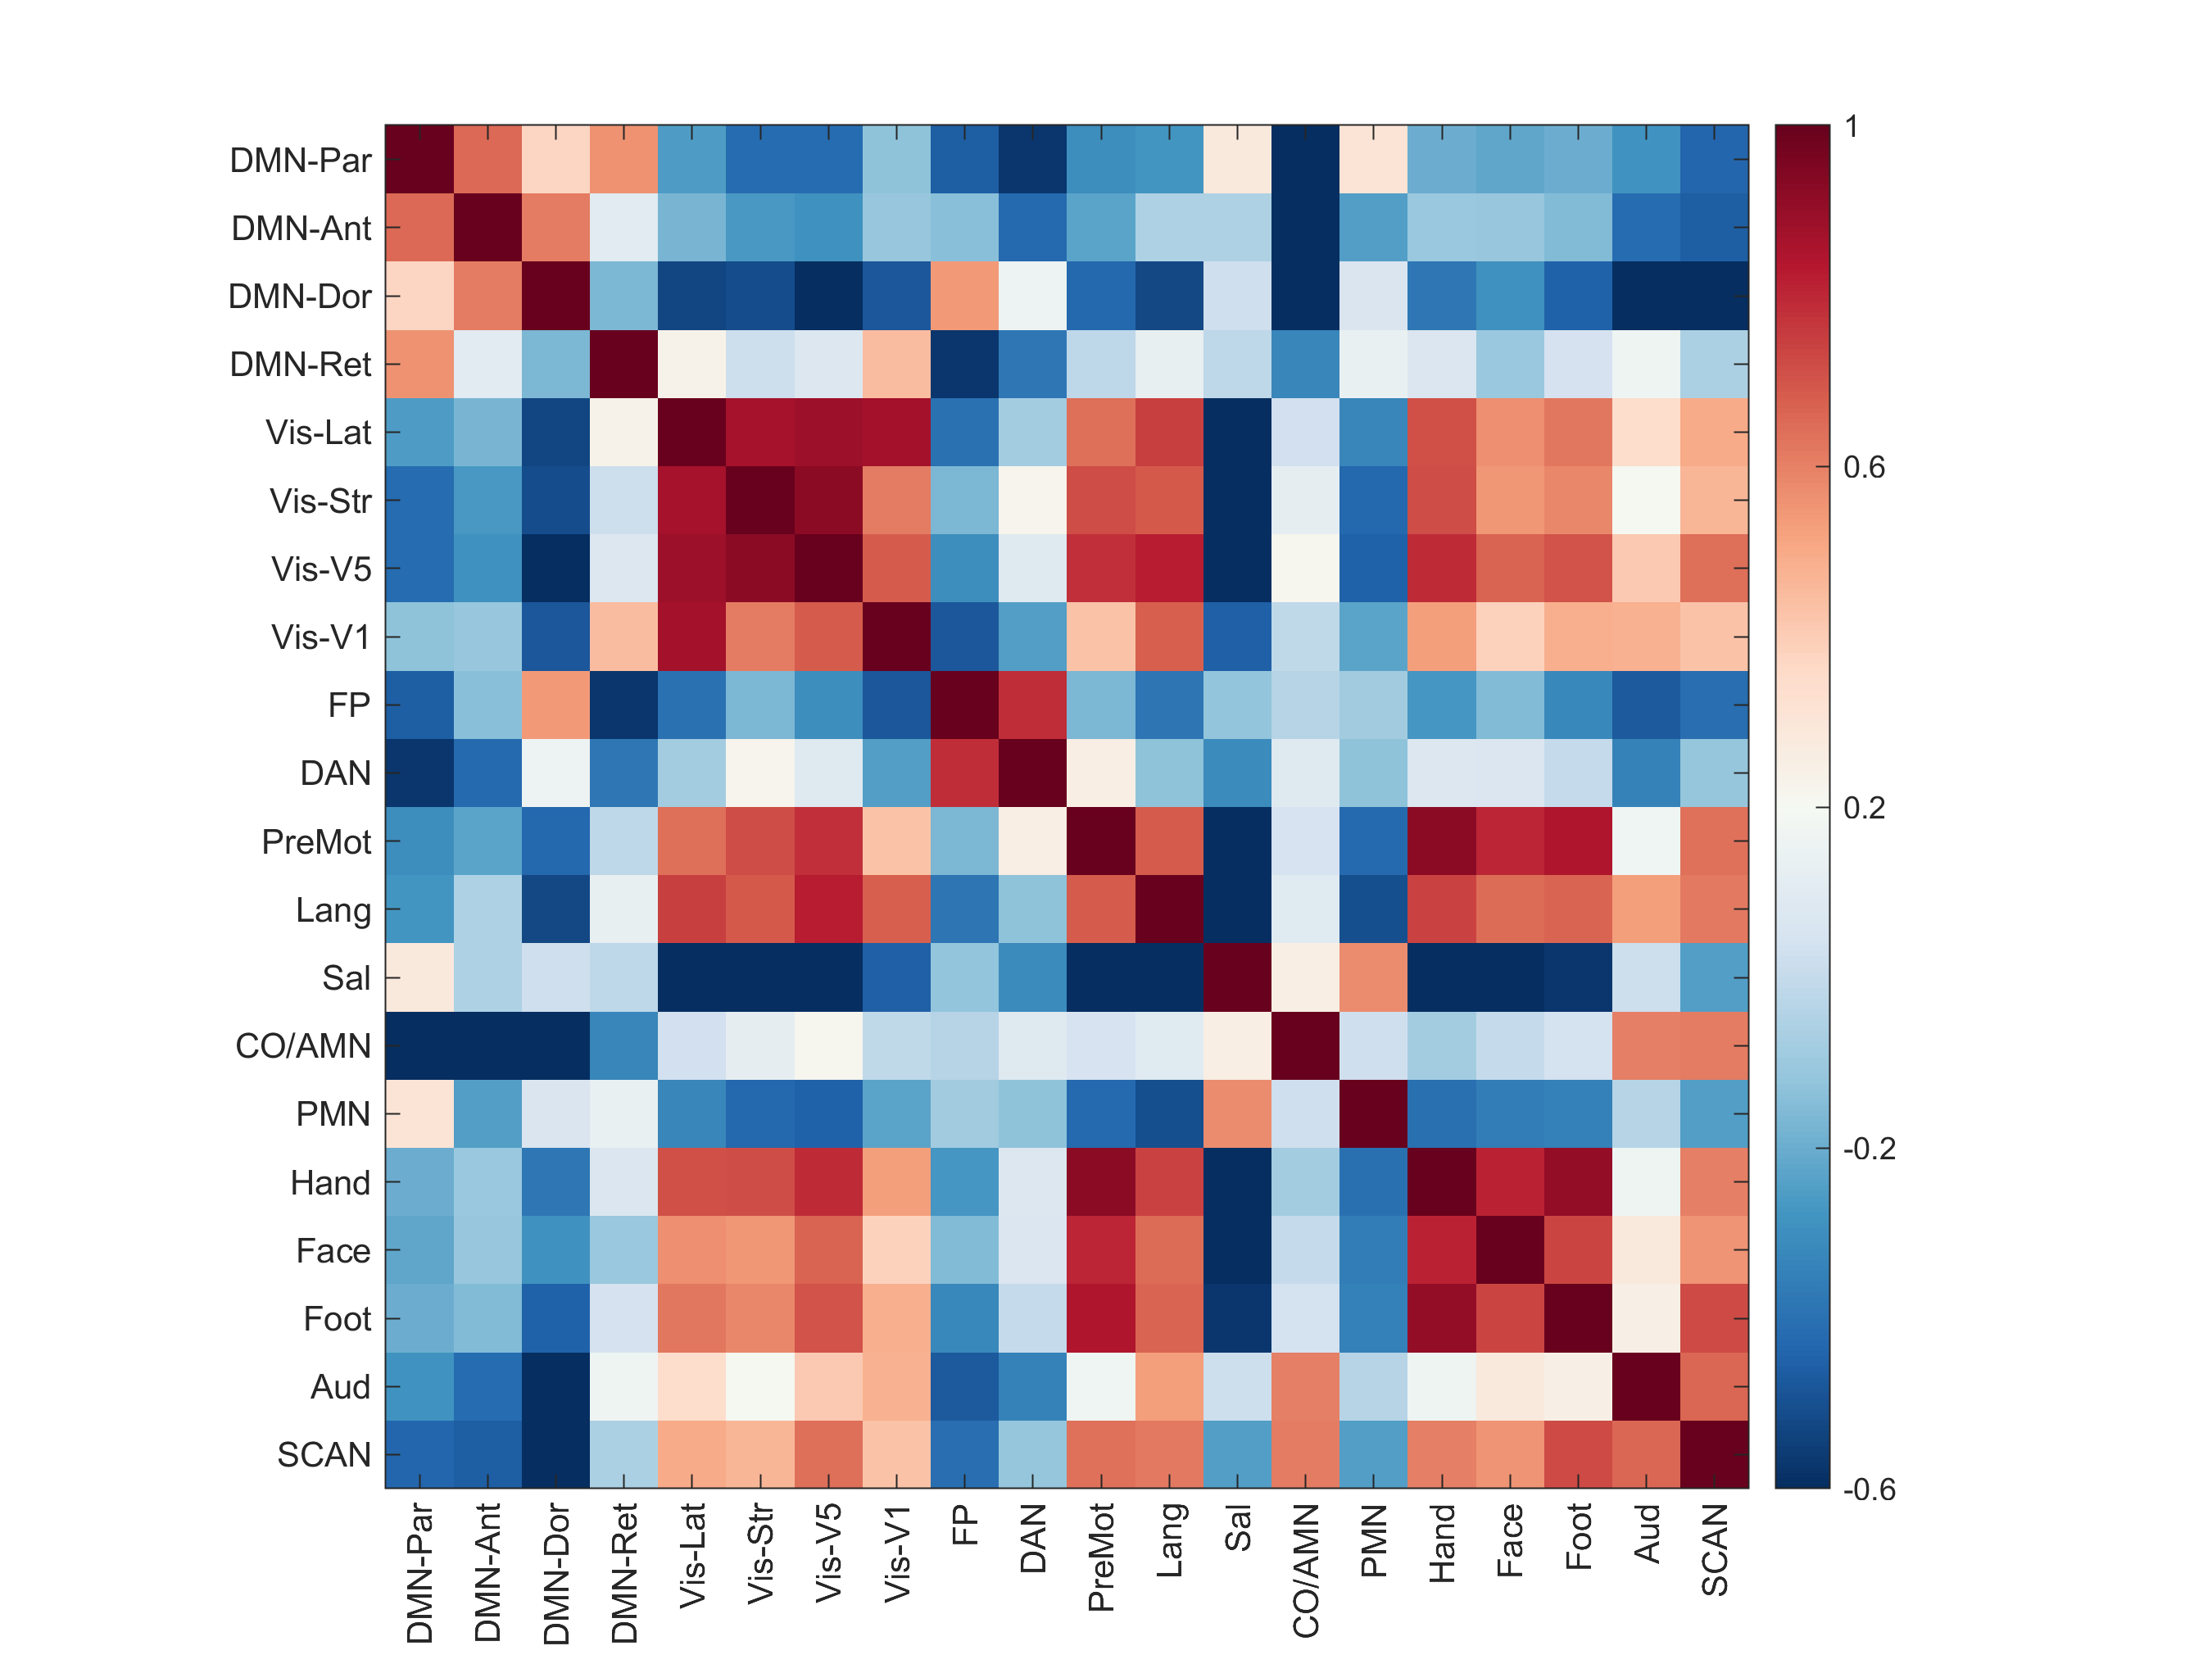 DMN-Par
DMN-Ant
DMN-Dor
DMN-Ret
Vis-Lat
Vis-Str
Vis-V5
Vis-V1
FP
DAN
PreMot
Lang
Sal
CO/AMN
PMN
Hand
Face
Foot
Aud
SCAN
DMN-Par
DMN-Ant
DMN-Dor
DMN-Ret
Vis-Lat
Vis-Str
Vis-V5
Vis-V1
FP
DAN
PreMot
Lang
Sal
CO/AMN
PMN
Hand
Face
Foot
Aud
SCAN
1
0.6
0.2
-0.2
-0.6